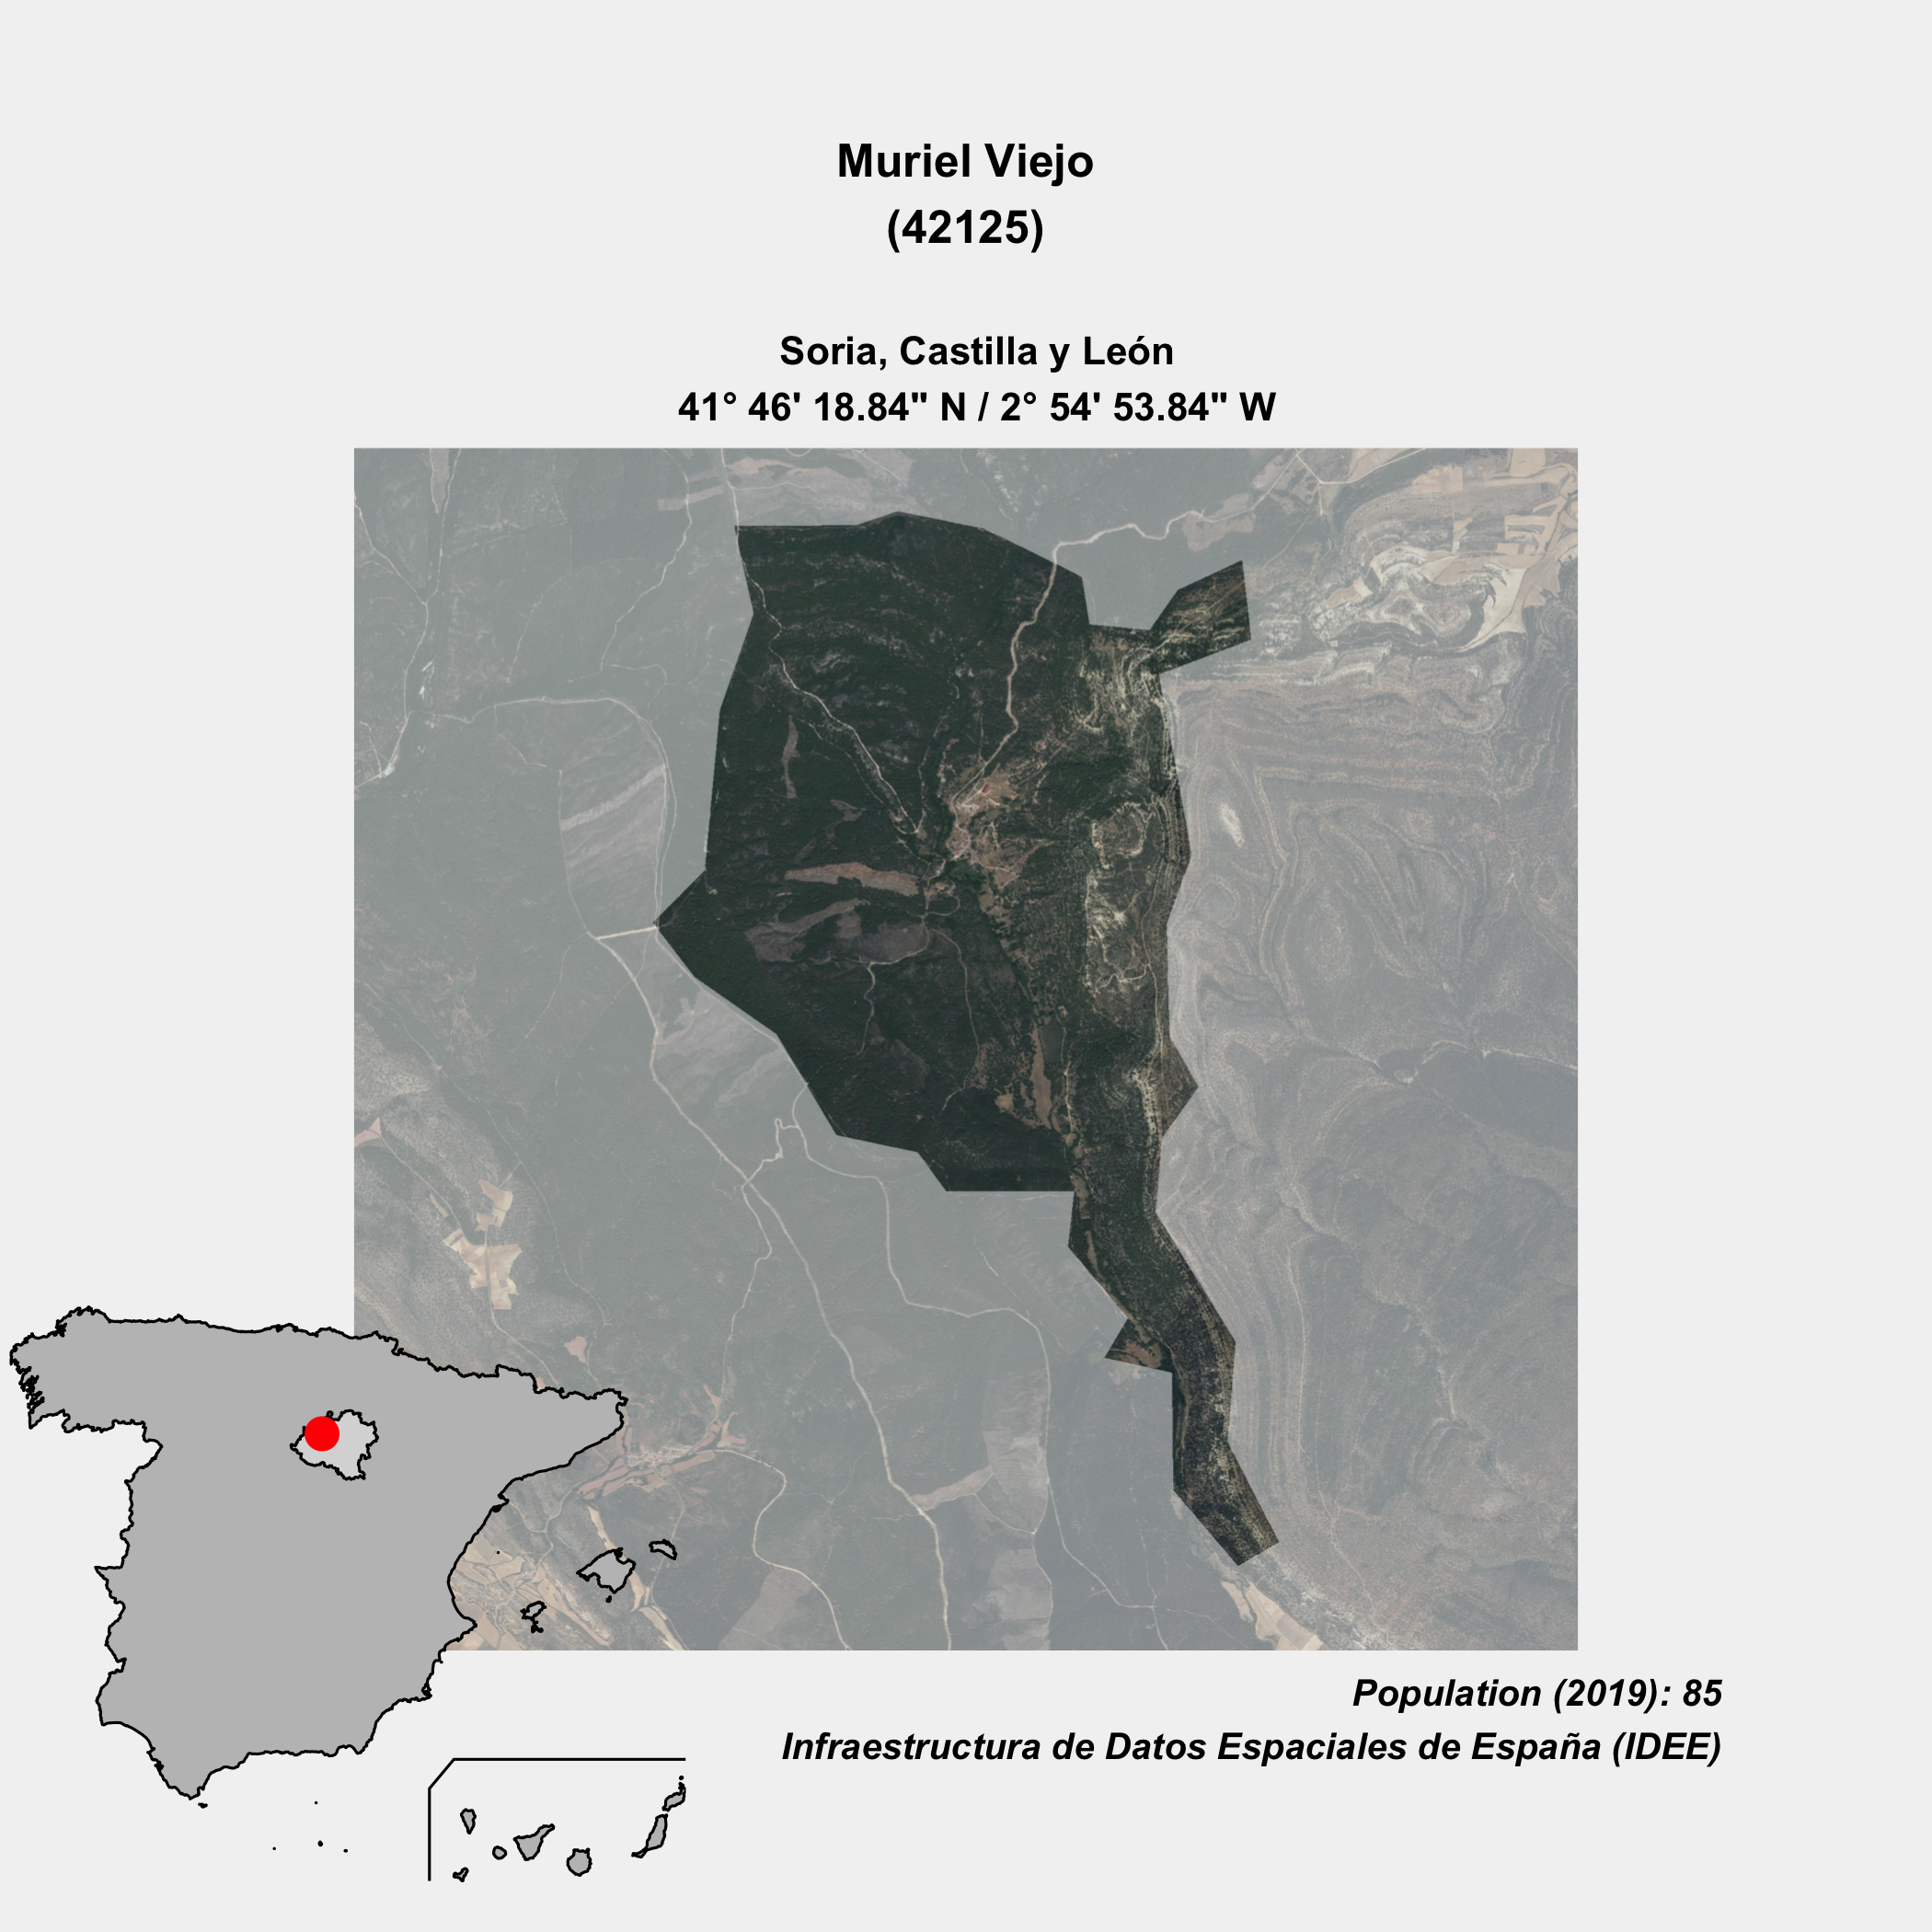 Muriel Viejo
(42125)
Soria, Castilla y León
41° 46' 18.84" N / 2° 54' 53.84" W
Population (2019): 85
Infraestructura de Datos Espaciales de España (IDEE)